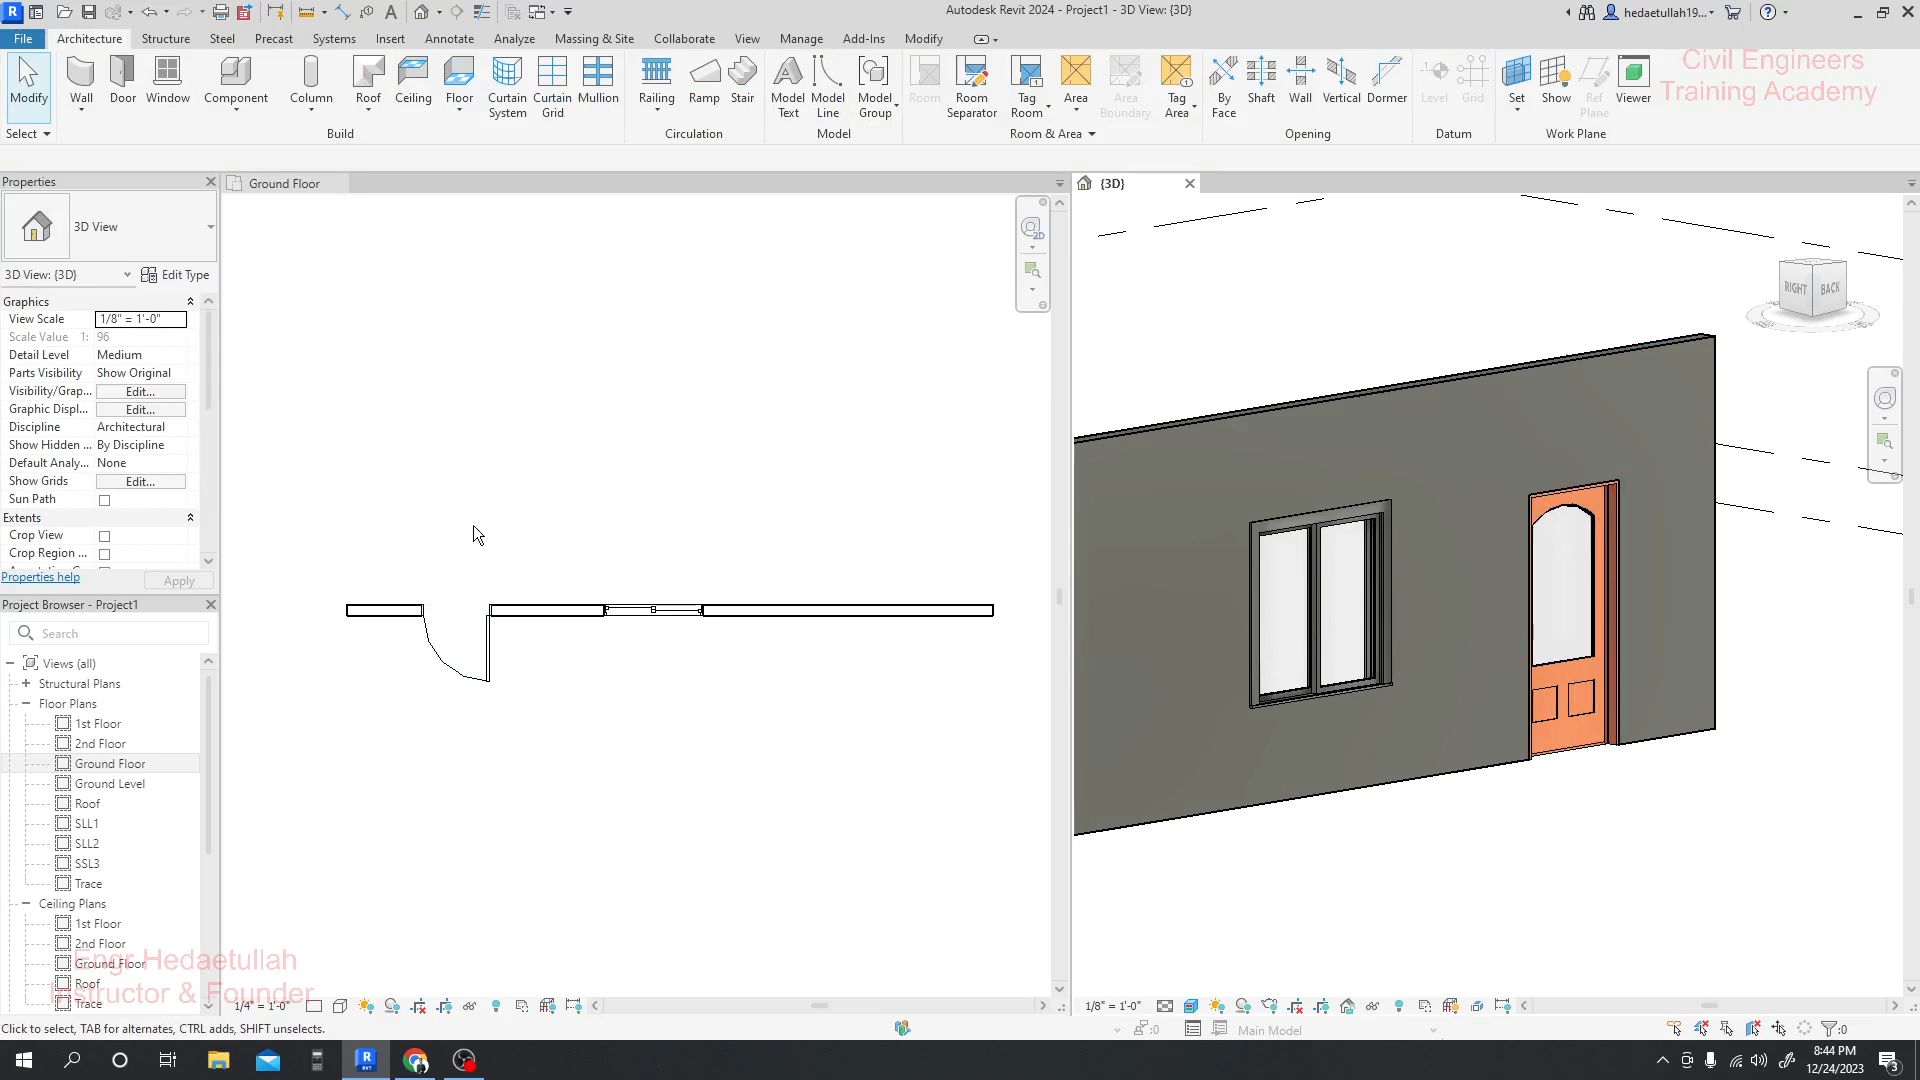 Autodesk Revit 2024 - Project1 - 3D View: {3D}
hedaetullah19...
File Architecture Structure Steel Precast Systems Insert Annotate Analyze Massing & Site Collaborate View Manage Add-Ins Modify
Modify Wall Door Window Component Column Roof Ceiling Floor Curtain System Curtain Grid Mullion Railing Ramp Stair Model Text Model Line Model Group Room Room Separator Tag Room Area Area Boundary Tag Area By Face Shaft Wall Vertical Dormer Level Grid Set Show Ref Plane Viewer
Civil Engineers
Training Academy
Select Build Circulation Model Room & Area Opening Datum Work Plane
Properties
Ground Floor
{3D}
3D View
2D
3D View: {3D} Edit Type
RIGHT BACK
Graphics
View Scale 1/8" = 1'-0"
Scale Value 1: 96
Detail Level Medium
Parts Visibility Show Original
Visibility/Grap... Edit...
Graphic Displ... Edit...
Discipline Architectural
Show Hidden ... By Discipline
Default Analy... None
Show Grids Edit...
Sun Path
Extents
Crop View
Crop Region ...
Properties help Apply
Project Browser - Project1
Search
Views (all)
Structural Plans
Floor Plans
1st Floor
2nd Floor
Ground Floor
Ground Level
Roof
SLL1
SLL2
SSL3
Trace
Ceiling Plans
1st Floor
2nd Floor
Ground Floor
Roof
Trace
Engr.Hedaetullah
Instructor & Founder
1/4" = 1'-0"
1/8" = 1'-0"
Click to select, TAB for alternates, CTRL adds, SHIFT unselects.
:0
Main Model
:0
8:44 PM
12/24/2023
3